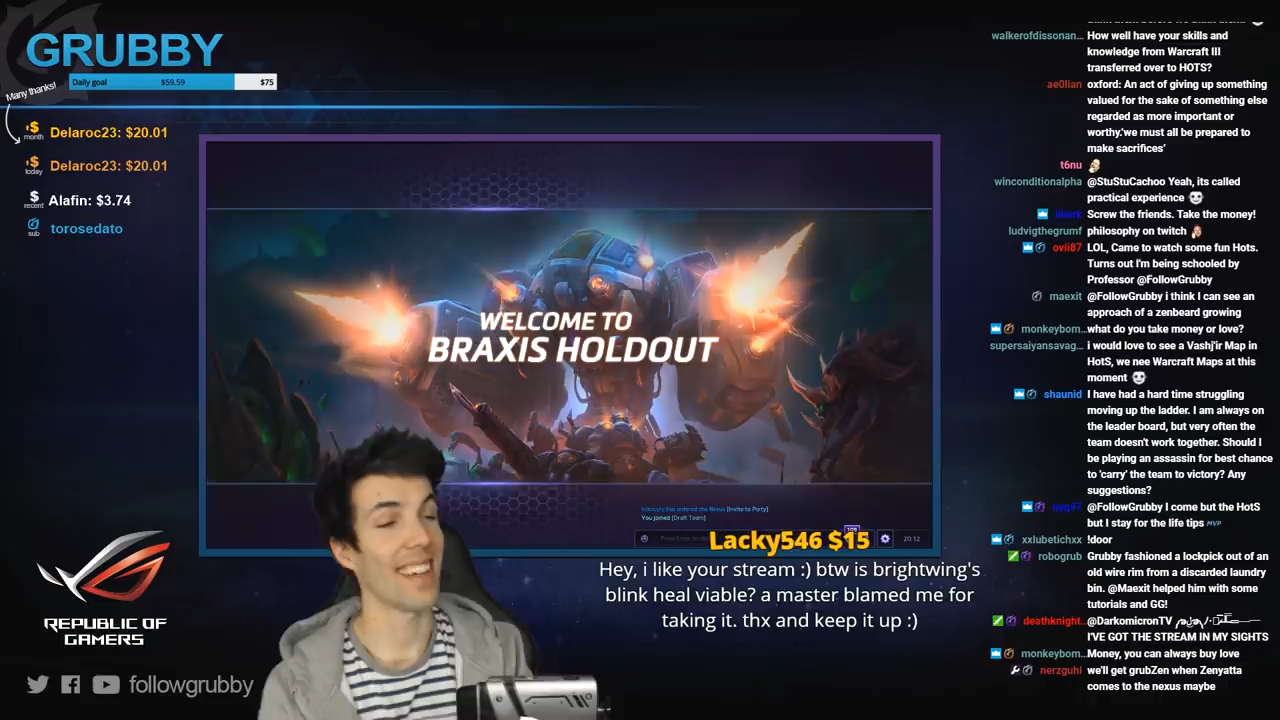 GRUBBY
Daily goal $59.59 $75
Many thanks!
$ month Delaroc23: $20.01
$ today Delaroc23: $20.01
$ recent Alafin: $3.74
sub torosedato
WELCOME TO
BRAXIS HOLDOUT
has entered the Nexus [Invite to Party]
You joined [Draft Team]
20:12
Lacky546 $15
Hey, i like your stream :) btw is brightwing's
blink heal viable? a master blamed me for
taking it. thx and keep it up :)
REPUBLIC OF
GAMERS
followgrubby
walkerofdissonan... How well have your skills and
knowledge from Warcraft III
transferred over to HOTS?
ae0lian oxford: An act of giving up something
valued for the sake of something else
regarded as more important or
worthy.‘we must all be prepared to
make sacrifices’
t6nu
winconditionalpha @StuStuCachoo Yeah, its called
practical experience
Screw the friends. Take the money!
ludvigthegrumf philosophy on twitch
ovii87 LOL, Came to watch some fun Hots.
Turns out I'm being schooled by
Professor @FollowGrubby
maexit @FollowGrubby i think I can see an
approach of a zenbeard growing
monkeybom... what do you take money or love?
supersaiyansavag... i would love to see a Vashj'ir Map in
HotS, we nee Warcraft Maps at this
moment
shaunid I have had a hard time struggling
moving up the ladder. I am always on
the leader board, but very often the
team doesn't work together. Should I
be playing an assassin for best chance
to 'carry' the team to victory? Any
suggestions?
@FollowGrubby I come but the HotS
but I stay for the life tips MVP
xxlubetichxx !door
robogrub Grubby fashioned a lockpick out of an
old wire rim from a discarded laundry
bin. @Maexit helped him with some
tutorials and GG!
deathknight... @DarkomicronTV
I'VE GOT THE STREAM IN MY SIGHTS
monkeybom... Money, you can always buy love
nerzguhl we'll get grubZen when Zenyatta
comes to the nexus maybe